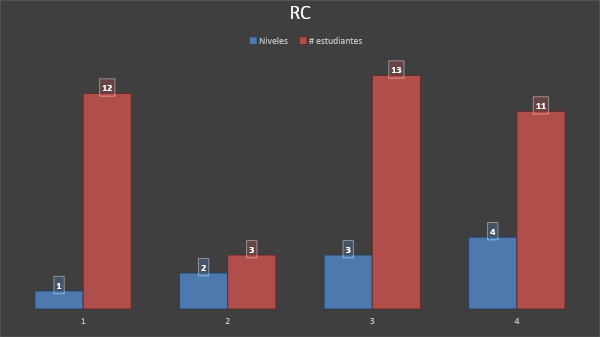 RC
Niveles # estudiantes
12 13 11
1 2 3 3 4
1 2 3 4